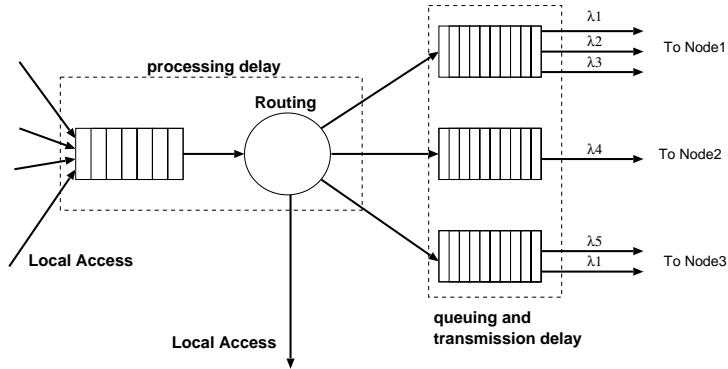 λ1
λ2
To Node1
λ3
processing delay
Routing
λ4
To Node2
λ5
Local Access
λ1
To Node3
queuing and
transmission delay
Local Access